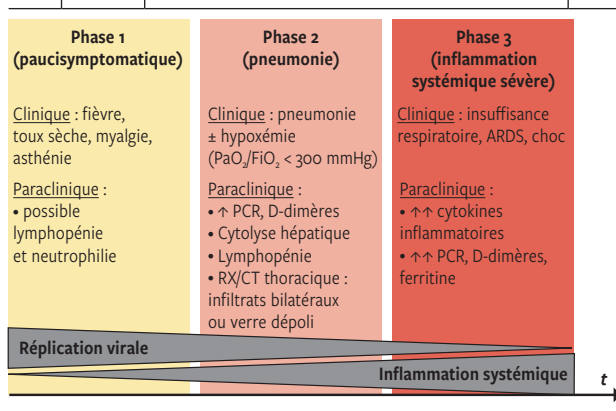 Phase 1
(paucisymptomatique)
Clinique : fièvre,
toux sèche, myalgie,
asthénie
Paraclinique :
• possible
lymphopénie
et neutrophilie
Phase 2
(pneumonie)
Clinique : pneumonie
± hypoxémie
(PaO₂/FiO₂ < 300 mmHg)
Paraclinique :
• ↑ PCR, D-dimères
• Cytolyse hépatique
• Lymphopénie
• RX/CT thoracique :
infiltrats bilatéraux
ou verre dépoli
Phase 3
(inflammation
systémique sévère)
Clinique : insuffisance
respiratoire, ARDS, choc
Paraclinique :
• ↑↑ cytokines
inflammatoires
• ↑↑ PCR, D-dimères,
ferritine
Réplication virale
Inflammation systémique
t